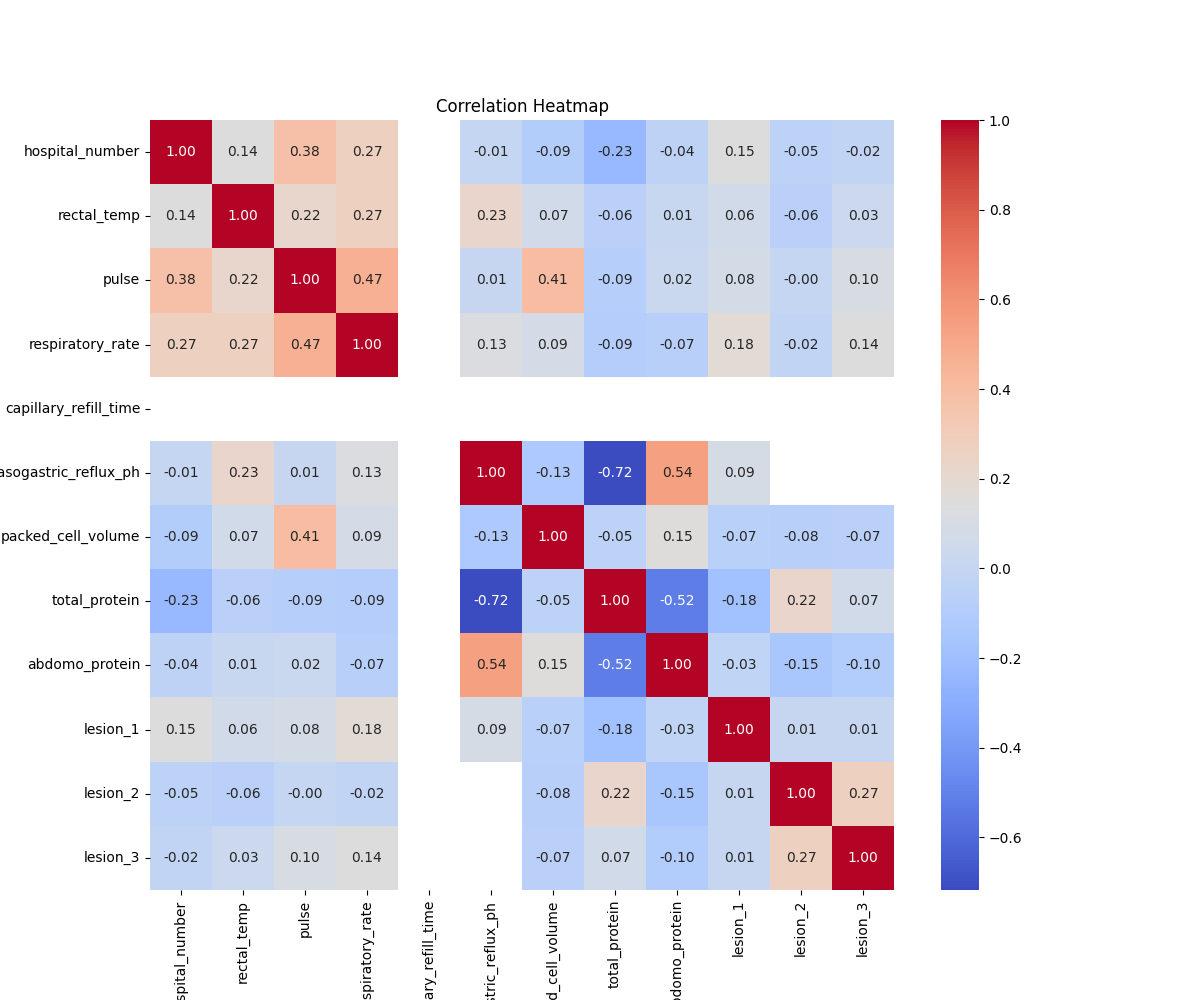 Correlation Heatmap
hospital_number 1.00 0.14 0.38 0.27 -0.01 -0.09 -0.23 -0.04 0.15 -0.05 -0.02
rectal_temp 0.14 1.00 0.22 0.27 0.23 0.07 -0.06 0.01 0.06 -0.06 0.03
pulse 0.38 0.22 1.00 0.47 0.01 0.41 -0.09 0.02 0.08 -0.00 0.10
respiratory_rate 0.27 0.27 0.47 1.00 0.13 0.09 -0.09 -0.07 0.18 -0.02 0.14
capillary_refill_time
asogastric_reflux_ph -0.01 0.23 0.01 0.13 1.00 -0.13 -0.72 0.54 0.09
packed_cell_volume -0.09 0.07 0.41 0.09 -0.13 1.00 -0.05 0.15 -0.07 -0.08 -0.07
total_protein -0.23 -0.06 -0.09 -0.09 -0.72 -0.05 1.00 -0.52 -0.18 0.22 0.07
abdomo_protein -0.04 0.01 0.02 -0.07 0.54 0.15 -0.52 1.00 -0.03 -0.15 -0.10
lesion_1 0.15 0.06 0.08 0.18 0.09 -0.07 -0.18 -0.03 1.00 0.01 0.01
lesion_2 -0.05 -0.06 -0.00 -0.02 -0.08 0.22 -0.15 0.01 1.00 0.27
lesion_3 -0.02 0.03 0.10 0.14 -0.07 0.07 -0.10 0.01 0.27 1.00
spital_number
rectal_temp
pulse
spiratory_rate
ary_refill_time
stric_reflux_ph
d_cell_volume
total_protein
bdomo_protein
lesion_1
lesion_2
lesion_3
1.0
0.8
0.6
0.4
0.2
0.0
−0.2
−0.4
−0.6